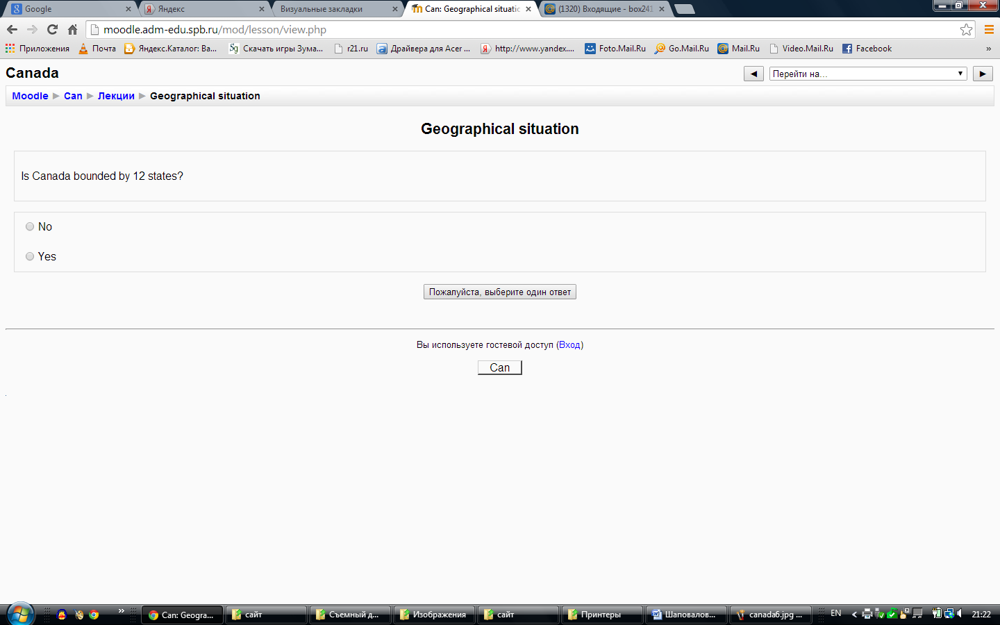 Google
Яндекс
Визуальные закладки
Can: Geographical situatio
(1320) Входящие - box241
moodle.adm-edu.spb.ru/mod/lesson/view.php
Приложения
Почта
Яндекс.Каталог: Ва...
Скачать игры Зума...
r21.ru
Драйвера для Acer ...
http://www.yandex....
Foto.Mail.Ru
Go.Mail.Ru
Mail.Ru
Video.Mail.Ru
Facebook
»
Canada
Перейти на...
Moodle ► Can ► Лекции ► Geographical situation
Geographical situation
Is Canada bounded by 12 states?
No
Yes
Пожалуйста, выберите один ответ
Вы используете гостевой доступ (Вход)
Can
»
Can: Geogra...
сайт
Съемный д...
Изображения
сайт
Принтеры
Шаповалов...
canada6.jpg ...
EN
21:22